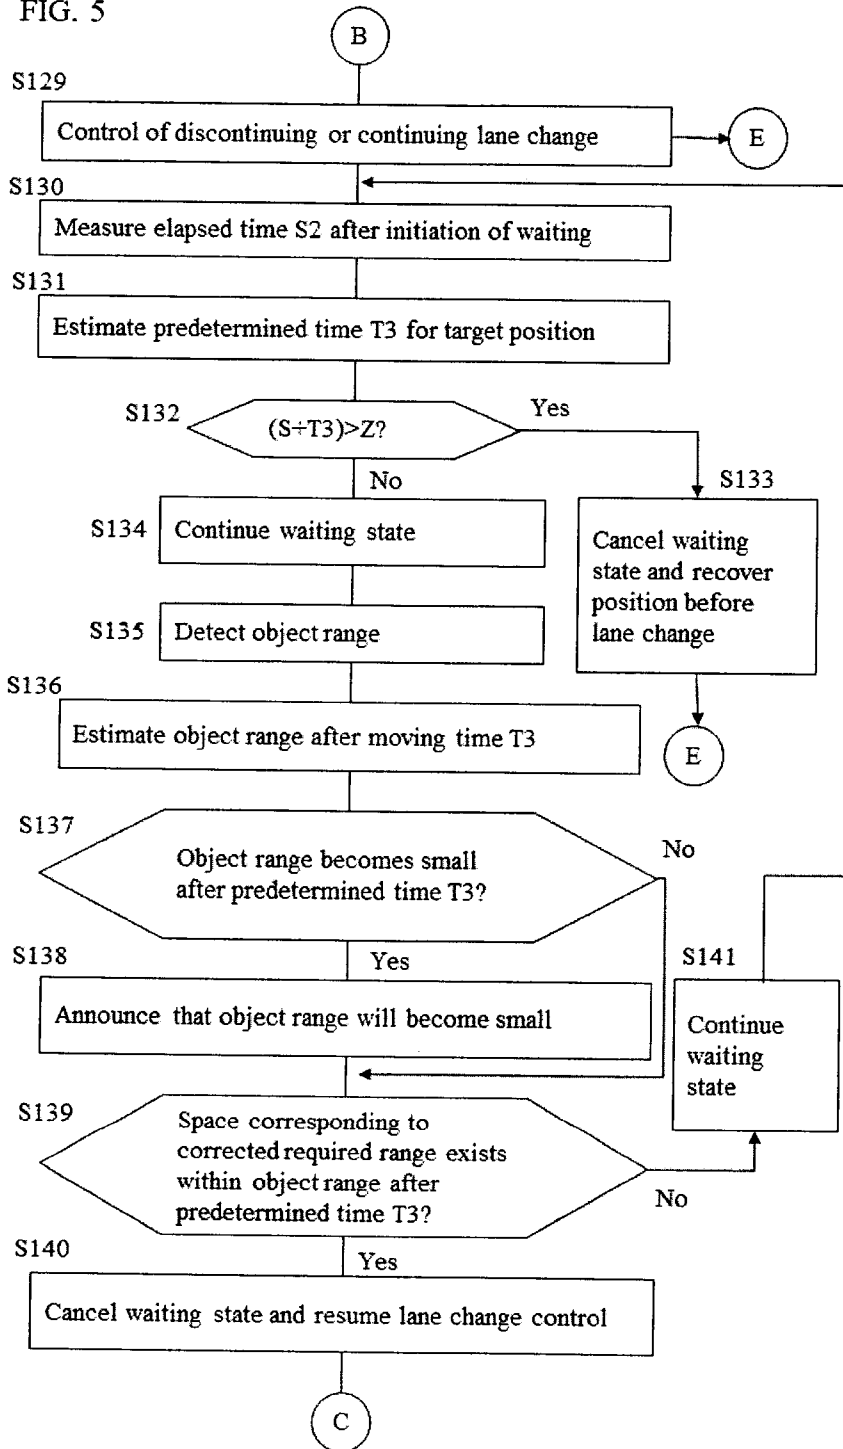 FIG. 5
B
S129
Control of discontinuing or continuing lane change
E
S130
Measure elapsed time S2 after initiation of waiting
S131
Estimate predetermined time T3 for target position
S132
(S+T3)>Z?
Yes
No
S133
Cancel waiting
state and recover
position before
lane change
S134
Continue waiting state
S135
Detect object range
S136
Estimate object range after moving time T3
E
S137
Object range becomes small
after predetermined time T3?
No
Yes
S138
Announce that object range will become small
S141
Continue
waiting
state
S139
Space corresponding to
corrected required range exists
within object range after
predetermined time T3?
No
Yes
S140
Cancel waiting state and resume lane change control
C